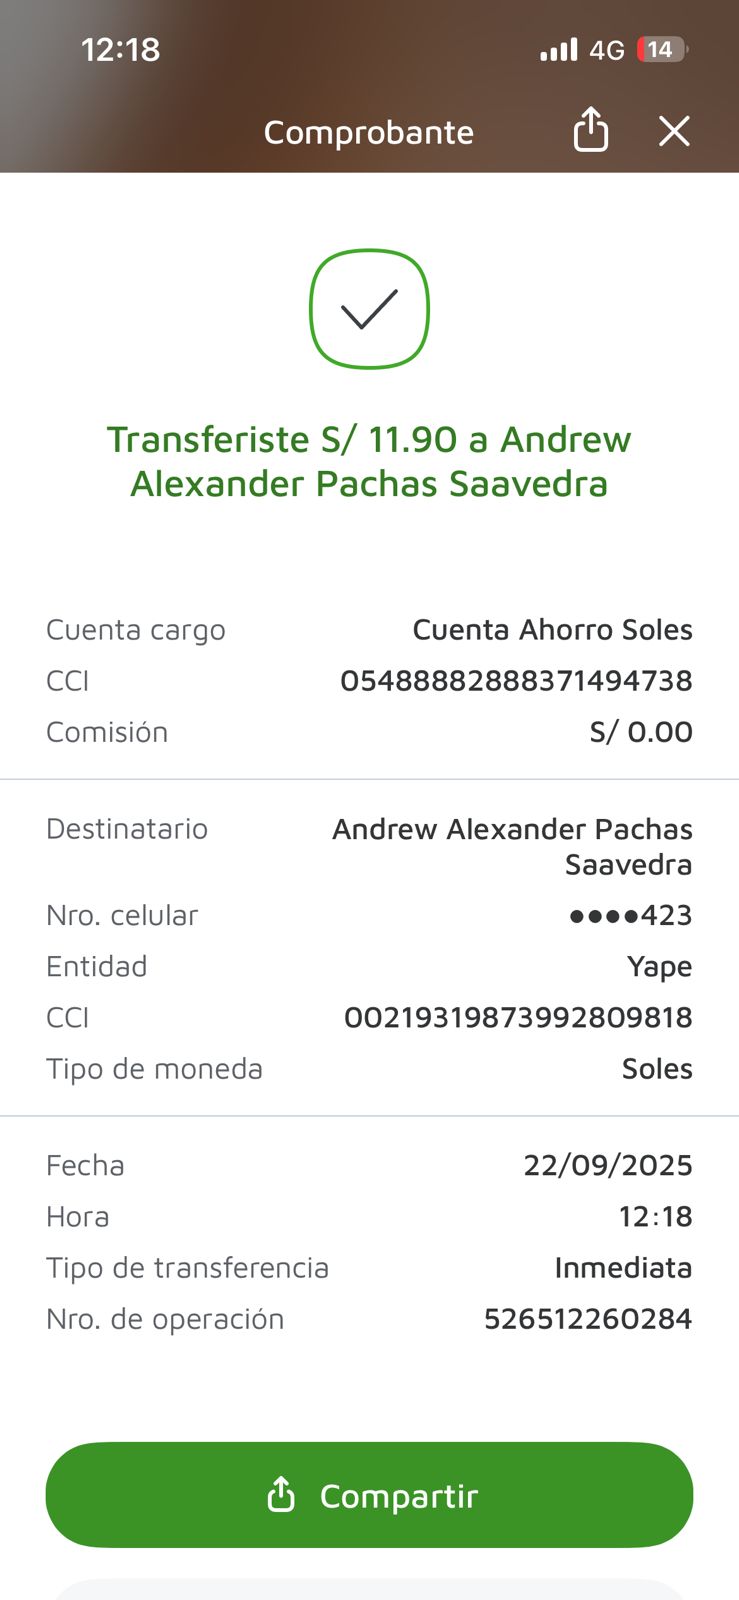 12:18
4G 14
Comprobante
Transferiste S/ 11.90 a Andrew
Alexander Pachas Saavedra
Cuenta cargo Cuenta Ahorro Soles
CCI 05488882888371494738
Comisión S/ 0.00
Destinatario Andrew Alexander Pachas
Saavedra
Nro. celular ●●●●423
Entidad Yape
CCI 00219319873992809818
Tipo de moneda Soles
Fecha 22/09/2025
Hora 12:18
Tipo de transferencia Inmediata
Nro. de operación 526512260284
Compartir